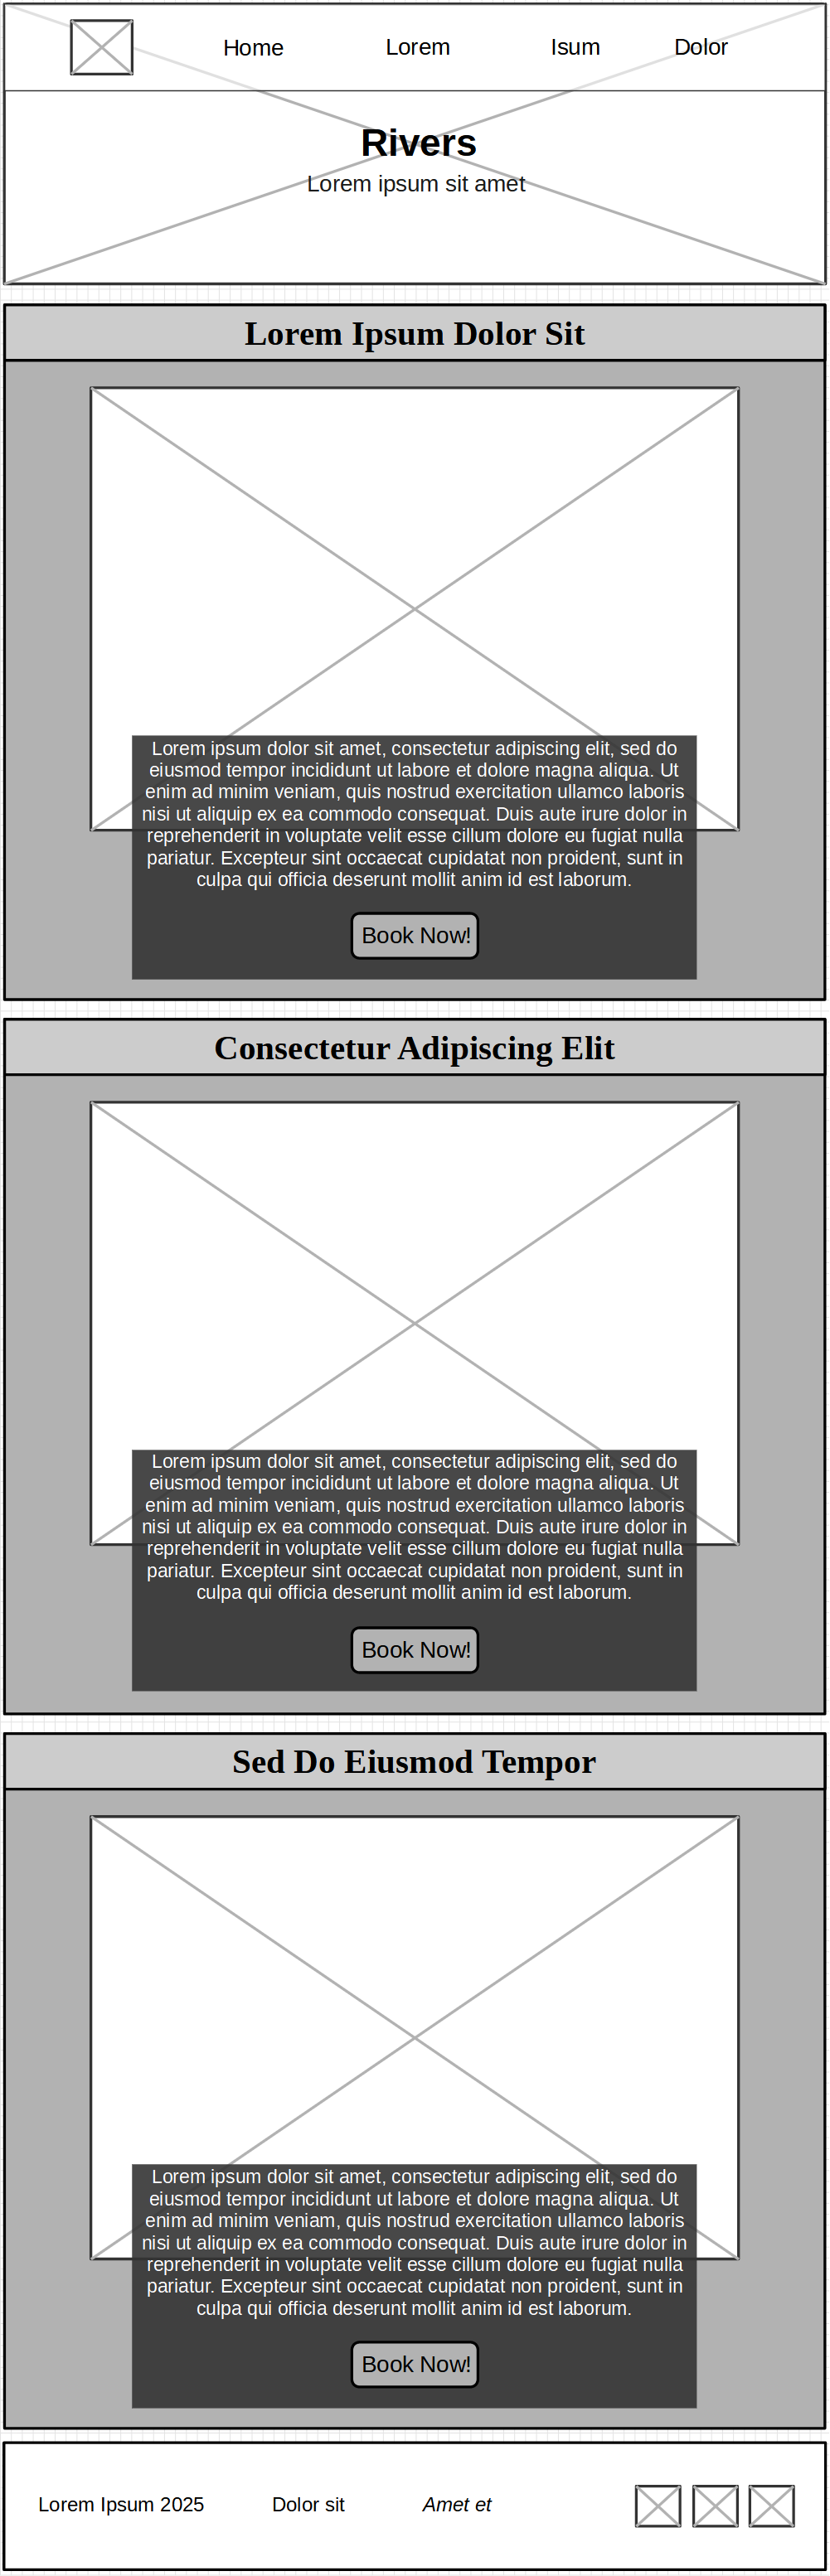 Home Lorem Isum Dolor
Rivers
Lorem ipsum sit amet
Lorem Ipsum Dolor Sit
Lorem ipsum dolor sit amet, consectetur adipiscing elit, sed do
eiusmod tempor incididunt ut labore et dolore magna aliqua. Ut
enim ad minim veniam, quis nostrud exercitation ullamco laboris
nisi ut aliquip ex ea commodo consequat. Duis aute irure dolor in
reprehenderit in voluptate velit esse cillum dolore eu fugiat nulla
pariatur. Excepteur sint occaecat cupidatat non proident, sunt in
culpa qui officia deserunt mollit anim id est laborum.
Book Now!
Consectetur Adipiscing Elit
Lorem ipsum dolor sit amet, consectetur adipiscing elit, sed do
eiusmod tempor incididunt ut labore et dolore magna aliqua. Ut
enim ad minim veniam, quis nostrud exercitation ullamco laboris
nisi ut aliquip ex ea commodo consequat. Duis aute irure dolor in
reprehenderit in voluptate velit esse cillum dolore eu fugiat nulla
pariatur. Excepteur sint occaecat cupidatat non proident, sunt in
culpa qui officia deserunt mollit anim id est laborum.
Book Now!
Sed Do Eiusmod Tempor
Lorem ipsum dolor sit amet, consectetur adipiscing elit, sed do
eiusmod tempor incididunt ut labore et dolore magna aliqua. Ut
enim ad minim veniam, quis nostrud exercitation ullamco laboris
nisi ut aliquip ex ea commodo consequat. Duis aute irure dolor in
reprehenderit in voluptate velit esse cillum dolore eu fugiat nulla
pariatur. Excepteur sint occaecat cupidatat non proident, sunt in
culpa qui officia deserunt mollit anim id est laborum.
Book Now!
Lorem Ipsum 2025 Dolor sit Amet et